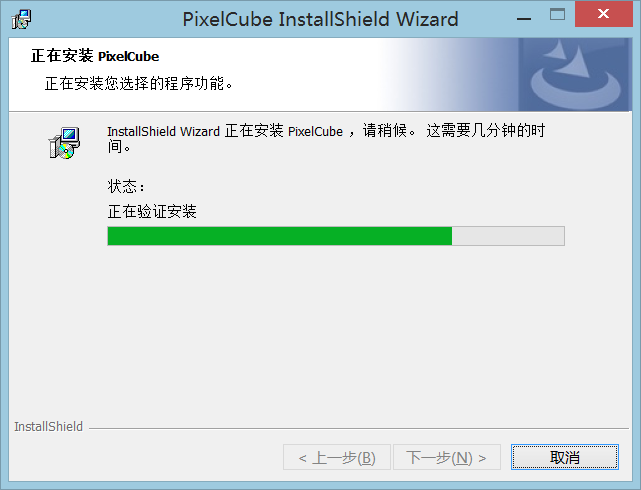 PixelCube InstallShield Wizard
正在安装 PixelCube
正在安装您选择的程序功能。
InstallShield Wizard 正在安装 PixelCube ，请稍候。 这需要几分钟的时
间。
状态：
正在验证安装
InstallShield
< 上一步(B)
下一步(N) >
取消